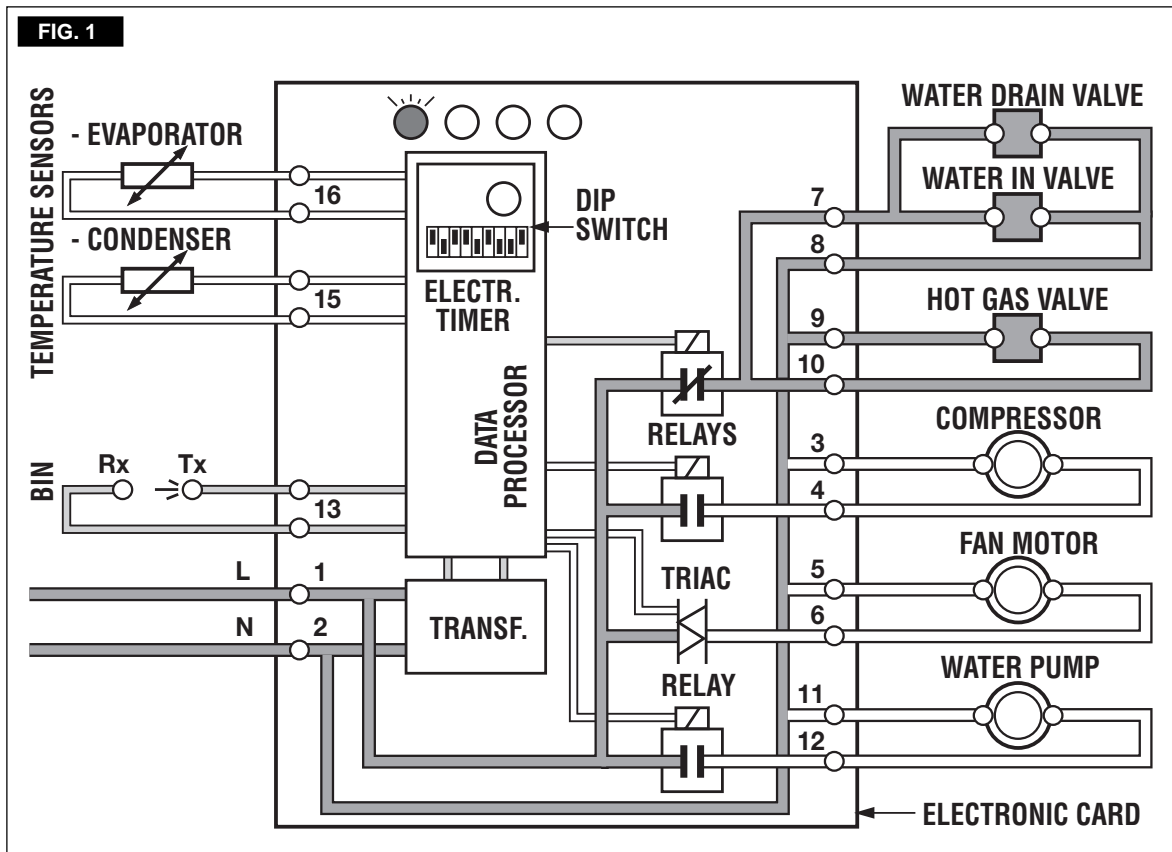 FIG. 1
TEMPERATURE SENSORS
- EVAPORATOR
16
- CONDENSER
15
BIN
Rx
Tx
13
L
1
N
2
DIP
SWITCH
ELECTR.
TIMER
DATA
PROCESSOR
TRANSF.
RELAYS
TRIAC
RELAY
WATER DRAIN VALVE
WATER IN VALVE
7
8
HOT GAS VALVE
9
10
COMPRESSOR
3
4
FAN MOTOR
5
6
WATER PUMP
11
12
ELECTRONIC CARD